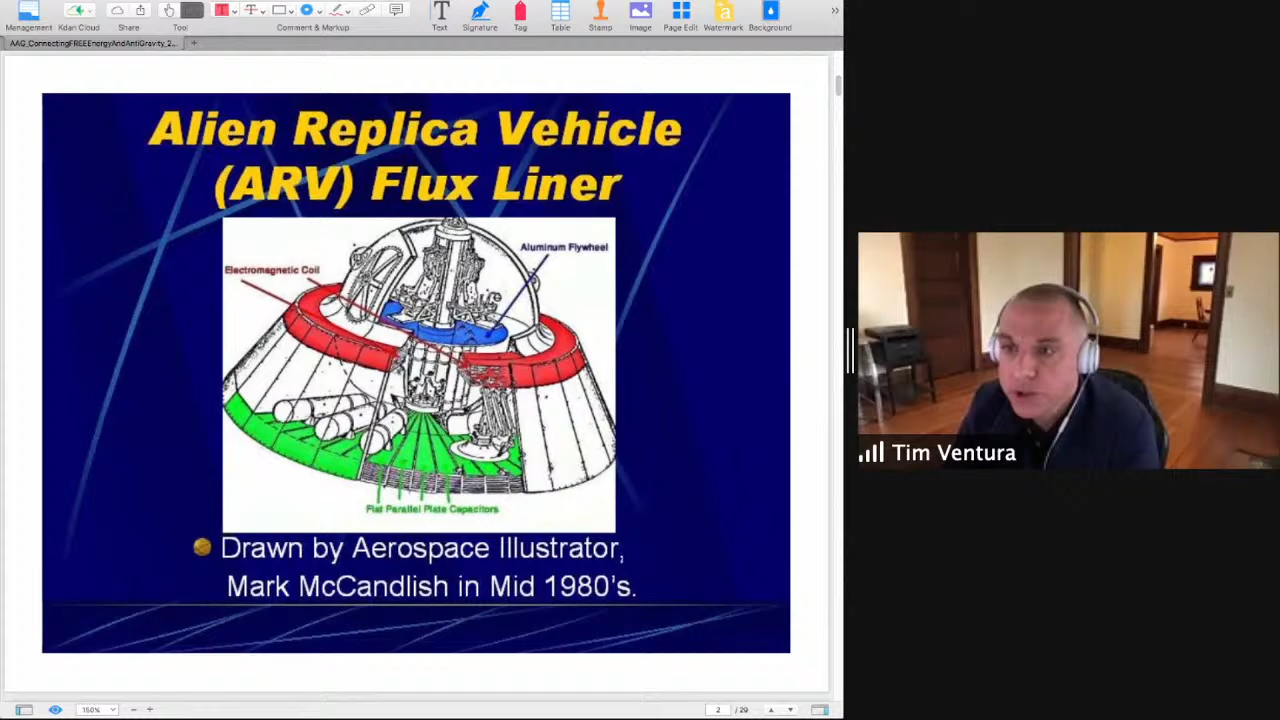 Management
Kdan Cloud
Share
Tool
Comment & Markup
Text
Signature
Tag
Table
Stamp
Image
Page Edit
Watermark
Background
AAG_ConnectingFREEEnergyAndAntiGravity_2...
Alien Replica Vehicle
(ARV) Flux Liner
Aluminum Flywheel
Electromagnetic Coil
Flat Parallel Plate Capacitors
Drawn by Aerospace Illustrator,
Mark McCandlish in Mid 1980's.
Tim Ventura
150%
2 / 29